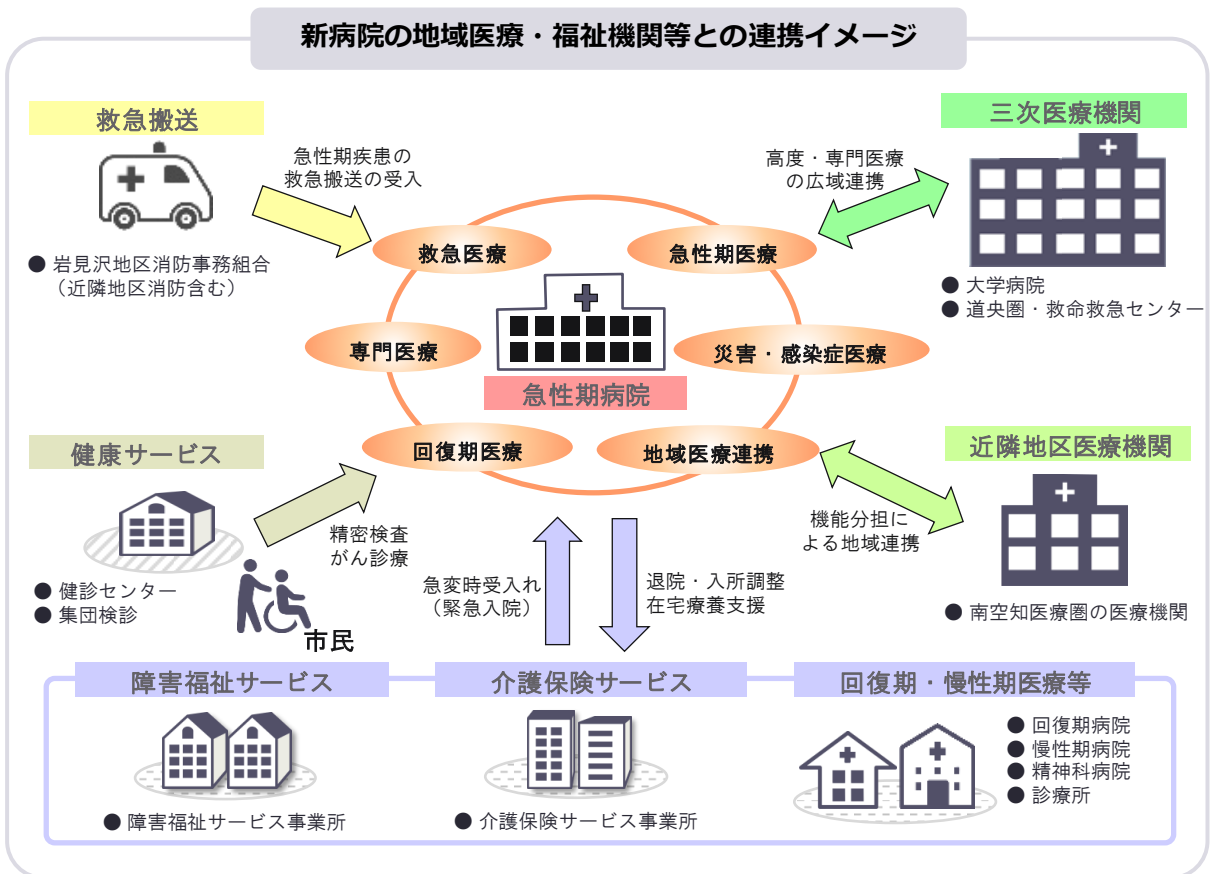 新病院の地域医療・福祉機関等との連携イメージ
救急搬送
急性期疾患の
救急搬送の受入
● 岩見沢地区消防事務組合
（近隣地区消防含む）
高度・専門医療
の広域連携
三次医療機関
● 大学病院
● 道央圏・救命救急センター
救急医療
急性期医療
専門医療
災害・感染症医療
急性期病院
回復期医療
地域医療連携
健康サービス
精密検査
がん診療
● 健診センター
● 集団検診
市民
急変時受入れ
（緊急入院）
退院・入所調整
在宅療養支援
機能分担に
よる地域連携
近隣地区医療機関
● 南空知医療圏の医療機関
障害福祉サービス
● 障害福祉サービス事業所
介護保険サービス
● 介護保険サービス事業所
回復期・慢性期医療等
● 回復期病院
● 慢性期病院
● 精神科病院
● 診療所